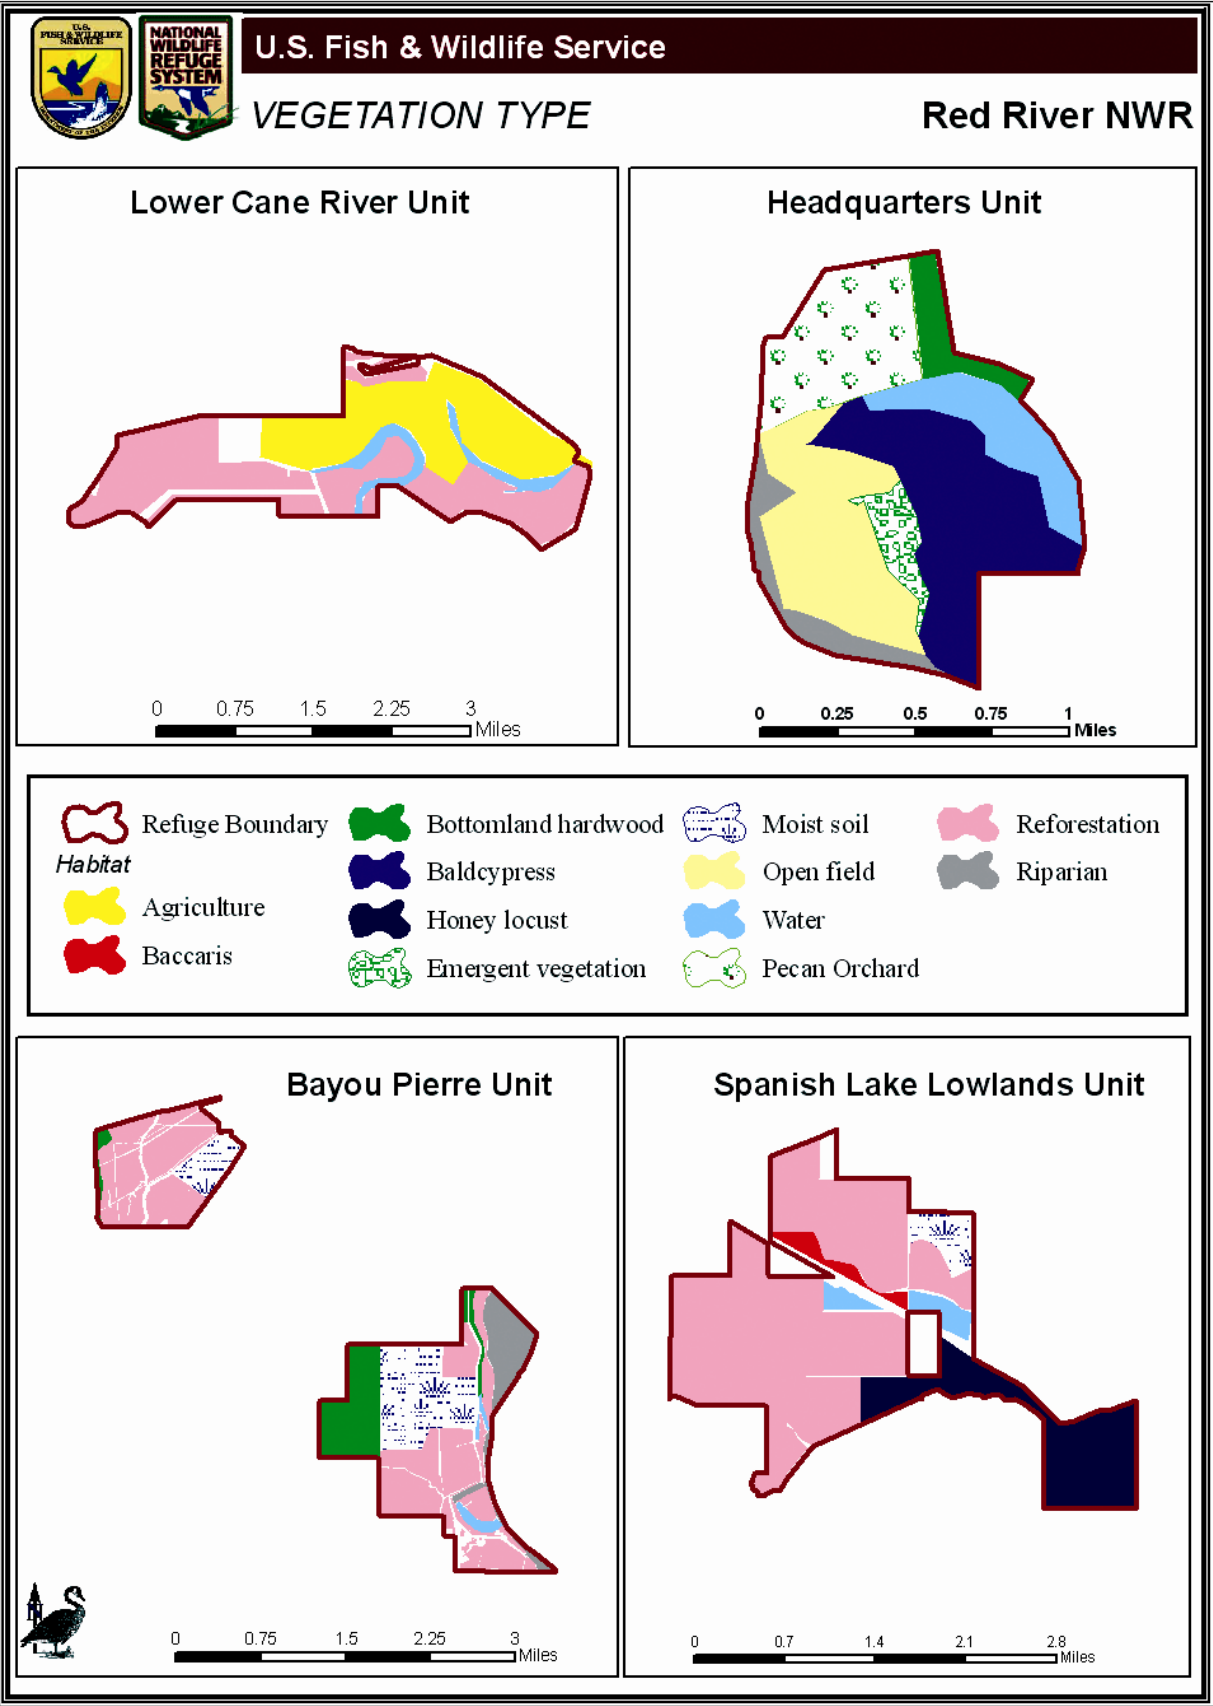 U.S.
FISH & WILDLIFE
SERVICE
NATIONAL
WILDLIFE
REFUGE
SYSTEM
U.S. Fish & Wildlife Service
VEGETATION TYPE
Red River NWR
Lower Cane River Unit
0 0.75 1.5 2.25 3
Miles
Headquarters Unit
0 0.25 0.5 0.75 1
Miles
Refuge Boundary
Habitat
Agriculture
Baccaris
Bottomland hardwood
Baldcypress
Honey locust
Emergent vegetation
Moist soil
Open field
Water
Pecan Orchard
Reforestation
Riparian
Bayou Pierre Unit
0 0.75 1.5 2.25 3
Miles
Spanish Lake Lowlands Unit
0 0.7 1.4 2.1 2.8
Miles